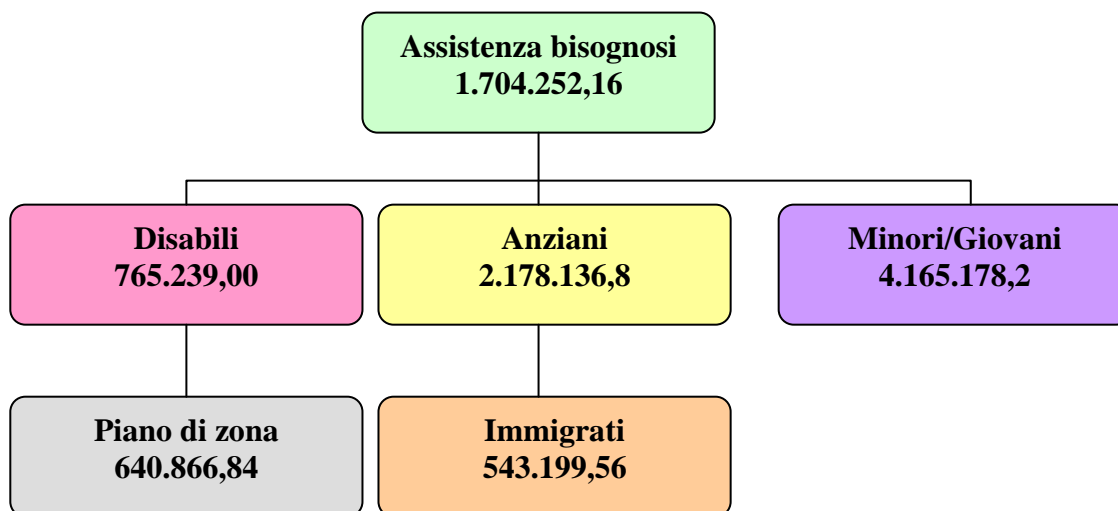 Assistenza bisognosi
1.704.252,16
Disabili
765.239,00
Anziani
2.178.136,8
Minori/Giovani
4.165.178,2
Piano di zona
640.866,84
Immigrati
543.199,56